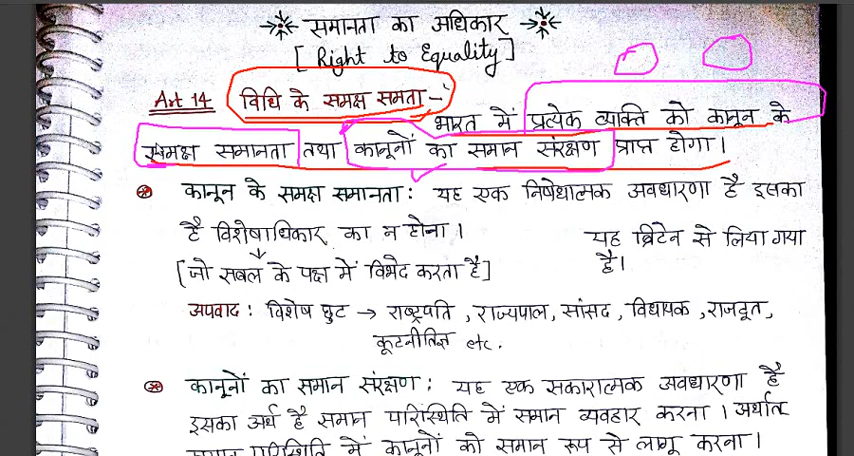 समानता का अधिकार
[ Right to Equality ]
Art 14 विधि के समक्ष समता –
भारत में प्रत्येक व्यक्ति को कानून के
समक्ष समानता तथा कानूनों का समान संरक्षण प्राप्त होगा।
कानून के समक्ष समानता : यह एक निषेधात्मक अवधारणा है इसका
है विशेषाधिकार का न होना।
यह ब्रिटेन से लिया गया
है।
[जो सबल के पक्ष में विभेद करता है]
अपवाद : विशेष छुट → राष्ट्रपति , राज्यपाल, सांसद , विधायक , राजदूत,
कूटनीतिज्ञ etc.
कानूनों का समान संरक्षण : यह एक सकारात्मक अवधारणा है
इसका अर्थ है समान परिस्थिति में समान व्यवहार करना । अर्थात
समान परिस्थिति में कानूनों को समान रूप से लागू करना।